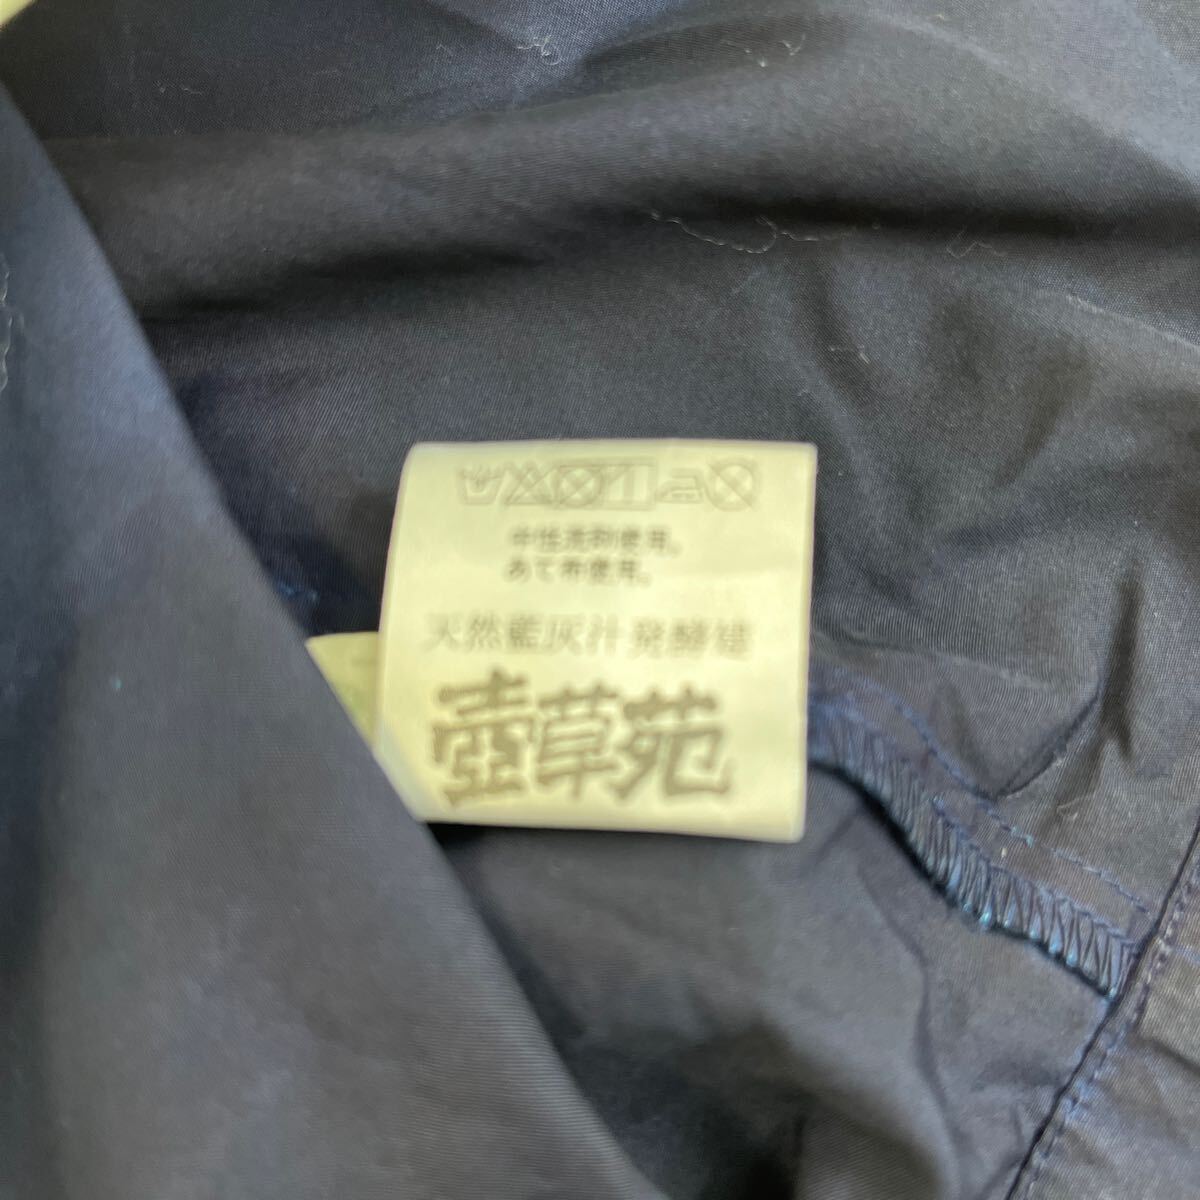 中性洗剤使用。
あて布使用。
天然藍灰汁発酵建
壺草苑